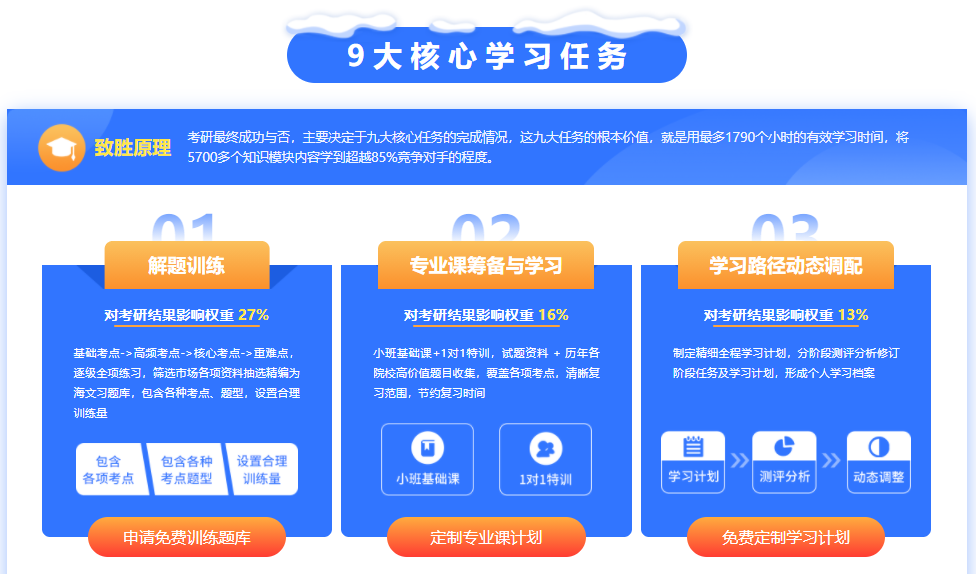 9大核心学习任务
致胜原理
考研最终成功与否，主要决定于九大核心任务的完成情况，这九大任务的根本价值，就是用最多1790个小时的有效学习时间，将
5700多个知识模块内容学到超越85%竞争对手的程度。
01
解题训练
对考研结果影响权重 27%
基础考点->高频考点->核心考点->重难点，
逐级全项练习，筛选市场各项资料抽选精编为
海文习题库，包含各种考点、题型，设置合理
训练量
包含
各项考点
包含各种
考点题型
设置合理
训练量
申请免费训练题库
02
专业课筹备与学习
对考研结果影响权重 16%
小班基础课+1对1特训，试题资料 + 历年各
院校高价值题目收集，覆盖各项考点，清晰复
习范围，节约复习时间
小班基础课
1对1特训
定制专业课计划
03
学习路径动态调配
对考研结果影响权重 13%
制定精细全程学习计划，分阶段测评分析修订
阶段任务及学习计划，形成个人学习档案
学习计划
测评分析
动态调整
免费定制学习计划